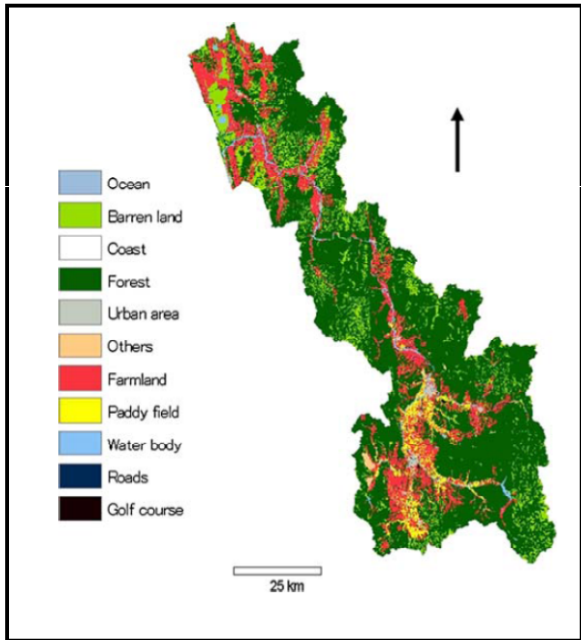 Ocean
Barren land
Coast
Forest
Urban area
Others
Farmland
Paddy field
Water body
Roads
Golf course
25 km